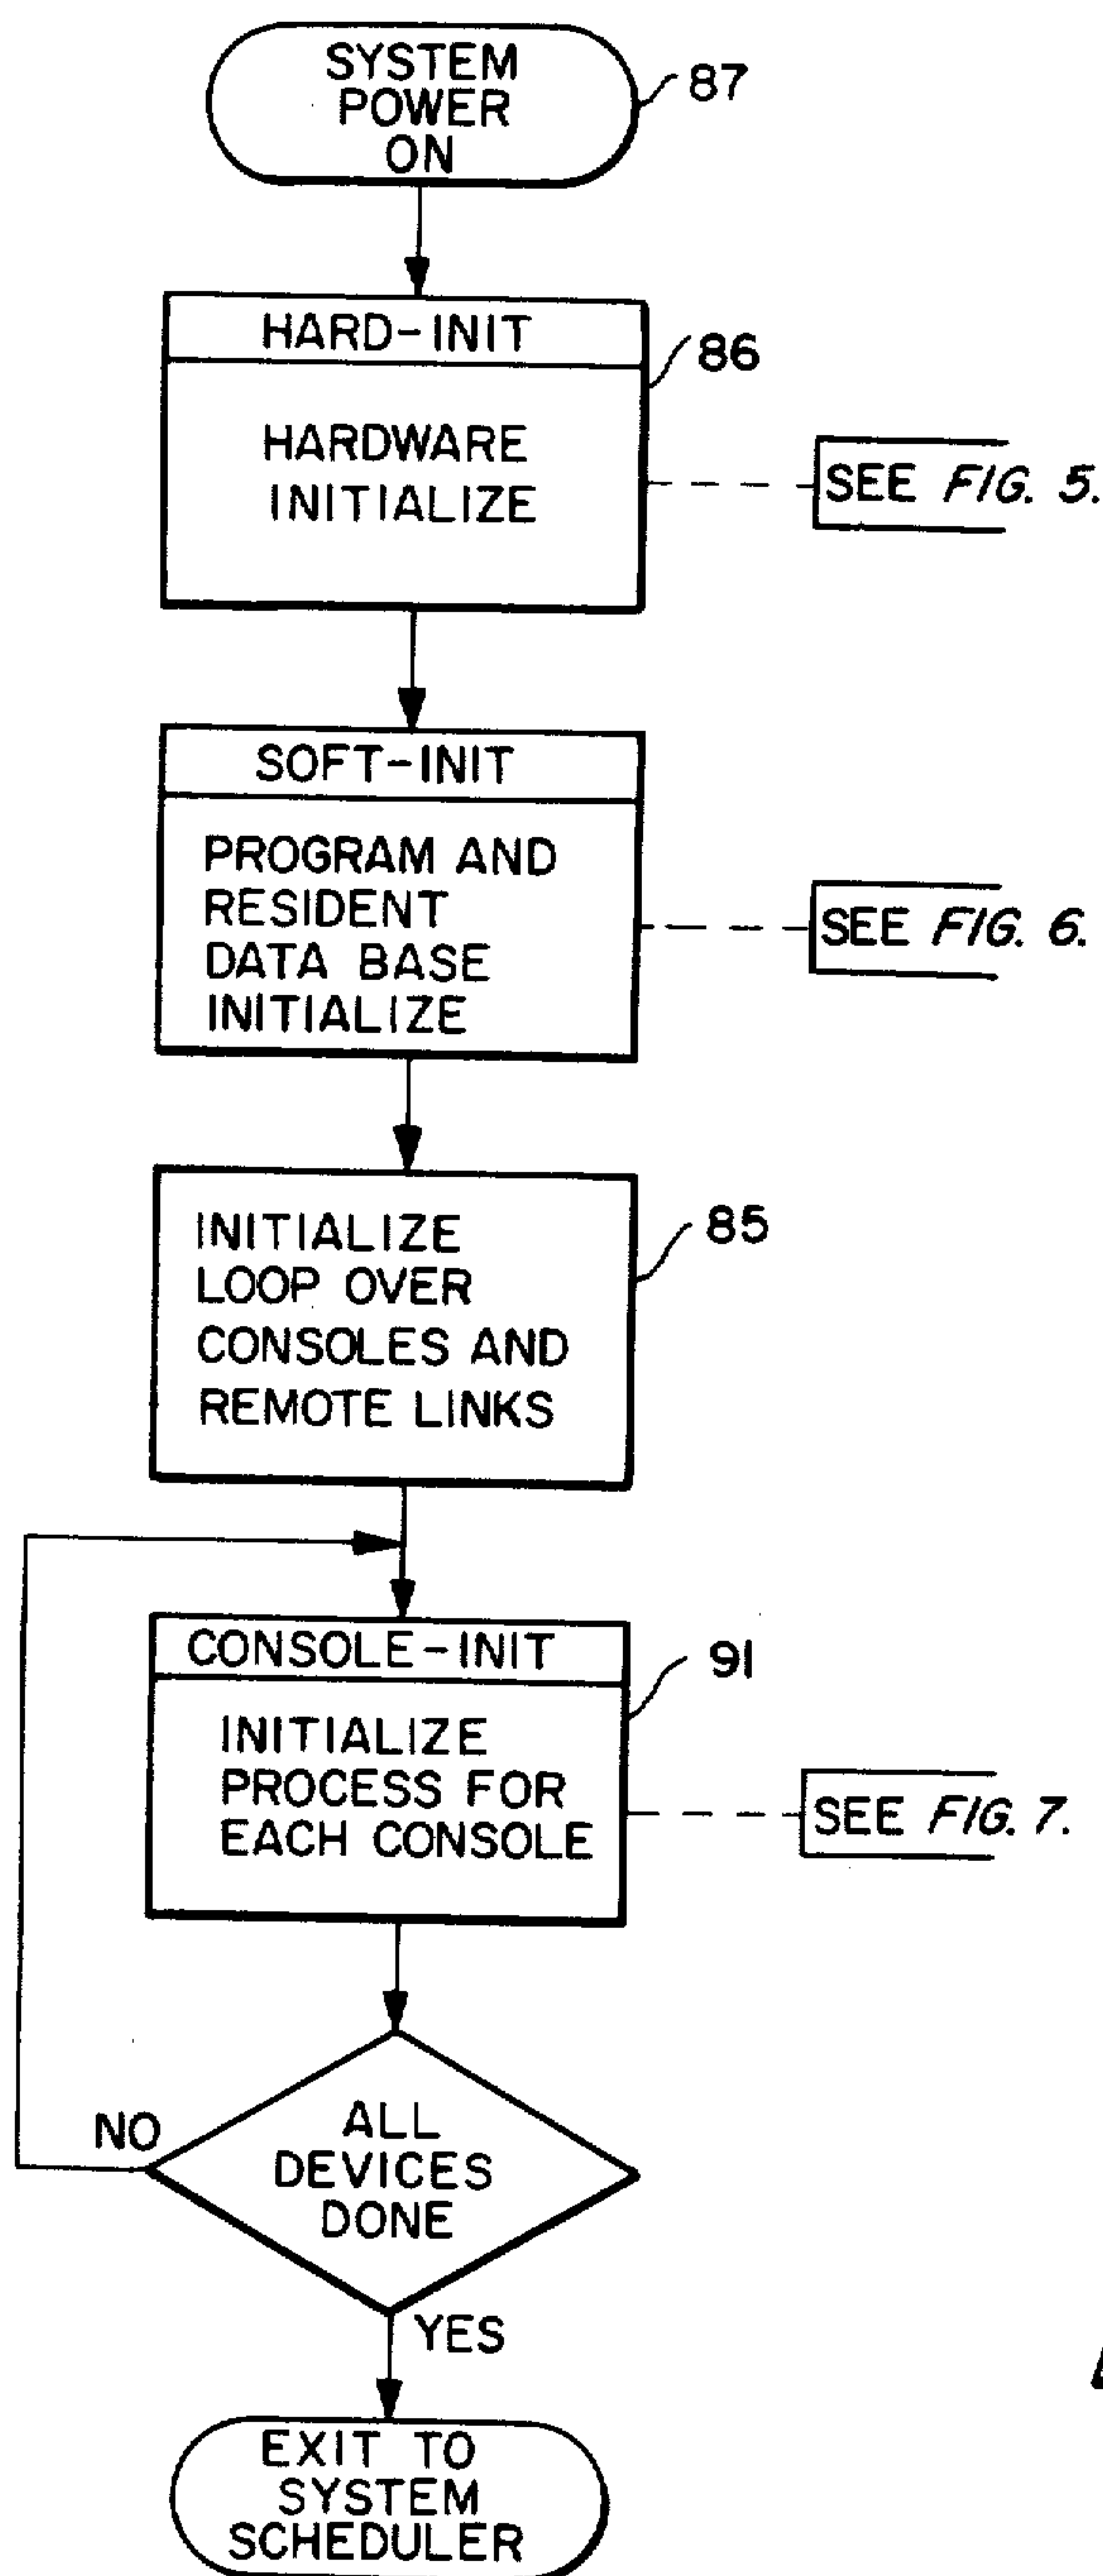 SYSTEM
POWER
ON
87
HARD-INIT
86
HARDWARE
INITIALIZE
SEE FIG. 5.
SOFT-INIT
PROGRAM AND
RESIDENT
DATA BASE
INITIALIZE
SEE FIG. 6.
INITIALIZE
LOOP OVER
CONSOLES AND
REMOTE LINKS
85
CONSOLE-INIT
91
INITIALIZE
PROCESS FOR
EACH CONSOLE
SEE FIG. 7.
NO
ALL
DEVICES
DONE
YES
EXIT TO
SYSTEM
SCHEDULER